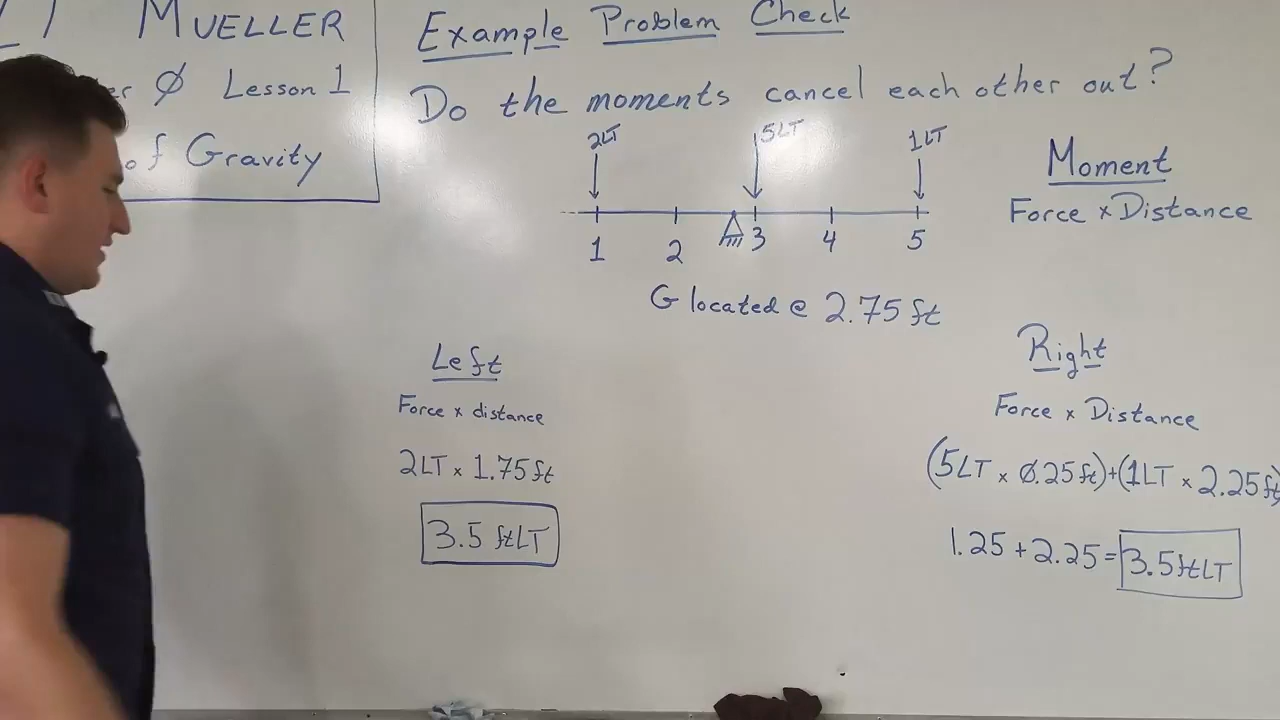 MUELLER
Ø Lesson 1
of Gravity
Example Problem Check
Do the moments cancel each other out?
2LT 5LT 1LT
1 2 3 4 5
G located @ 2.75 ft
Moment
Force x Distance
Left
Force x distance
2LT x 1.75 ft
3.5 ftLT
Right
Force x Distance
(5LT x Ø.25 ft)+(1LT x 2.25 ft)
1.25 + 2.25 = 3.5 ftLT